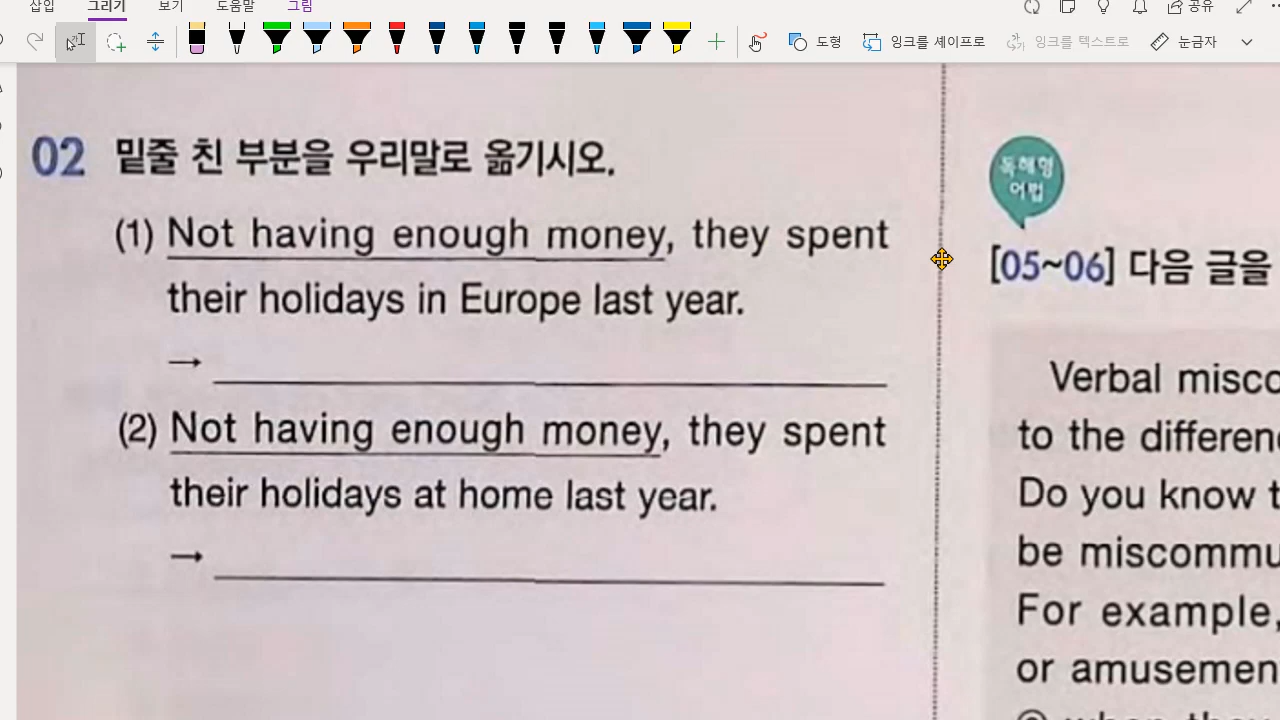 삽입 그리기 보기 도움말 그림
공유
도형 잉크를 셰이프로 잉크를 텍스트로 눈금자
02 밑줄 친 부분을 우리말로 옮기시오.
(1) Not having enough money, they spent
their holidays in Europe last year.
→
(2) Not having enough money, they spent
their holidays at home last year.
→
독해형
어법
[05~06] 다음 글을
Verbal misco
to the differen
Do you know t
be miscommu
For example,
or amusemen